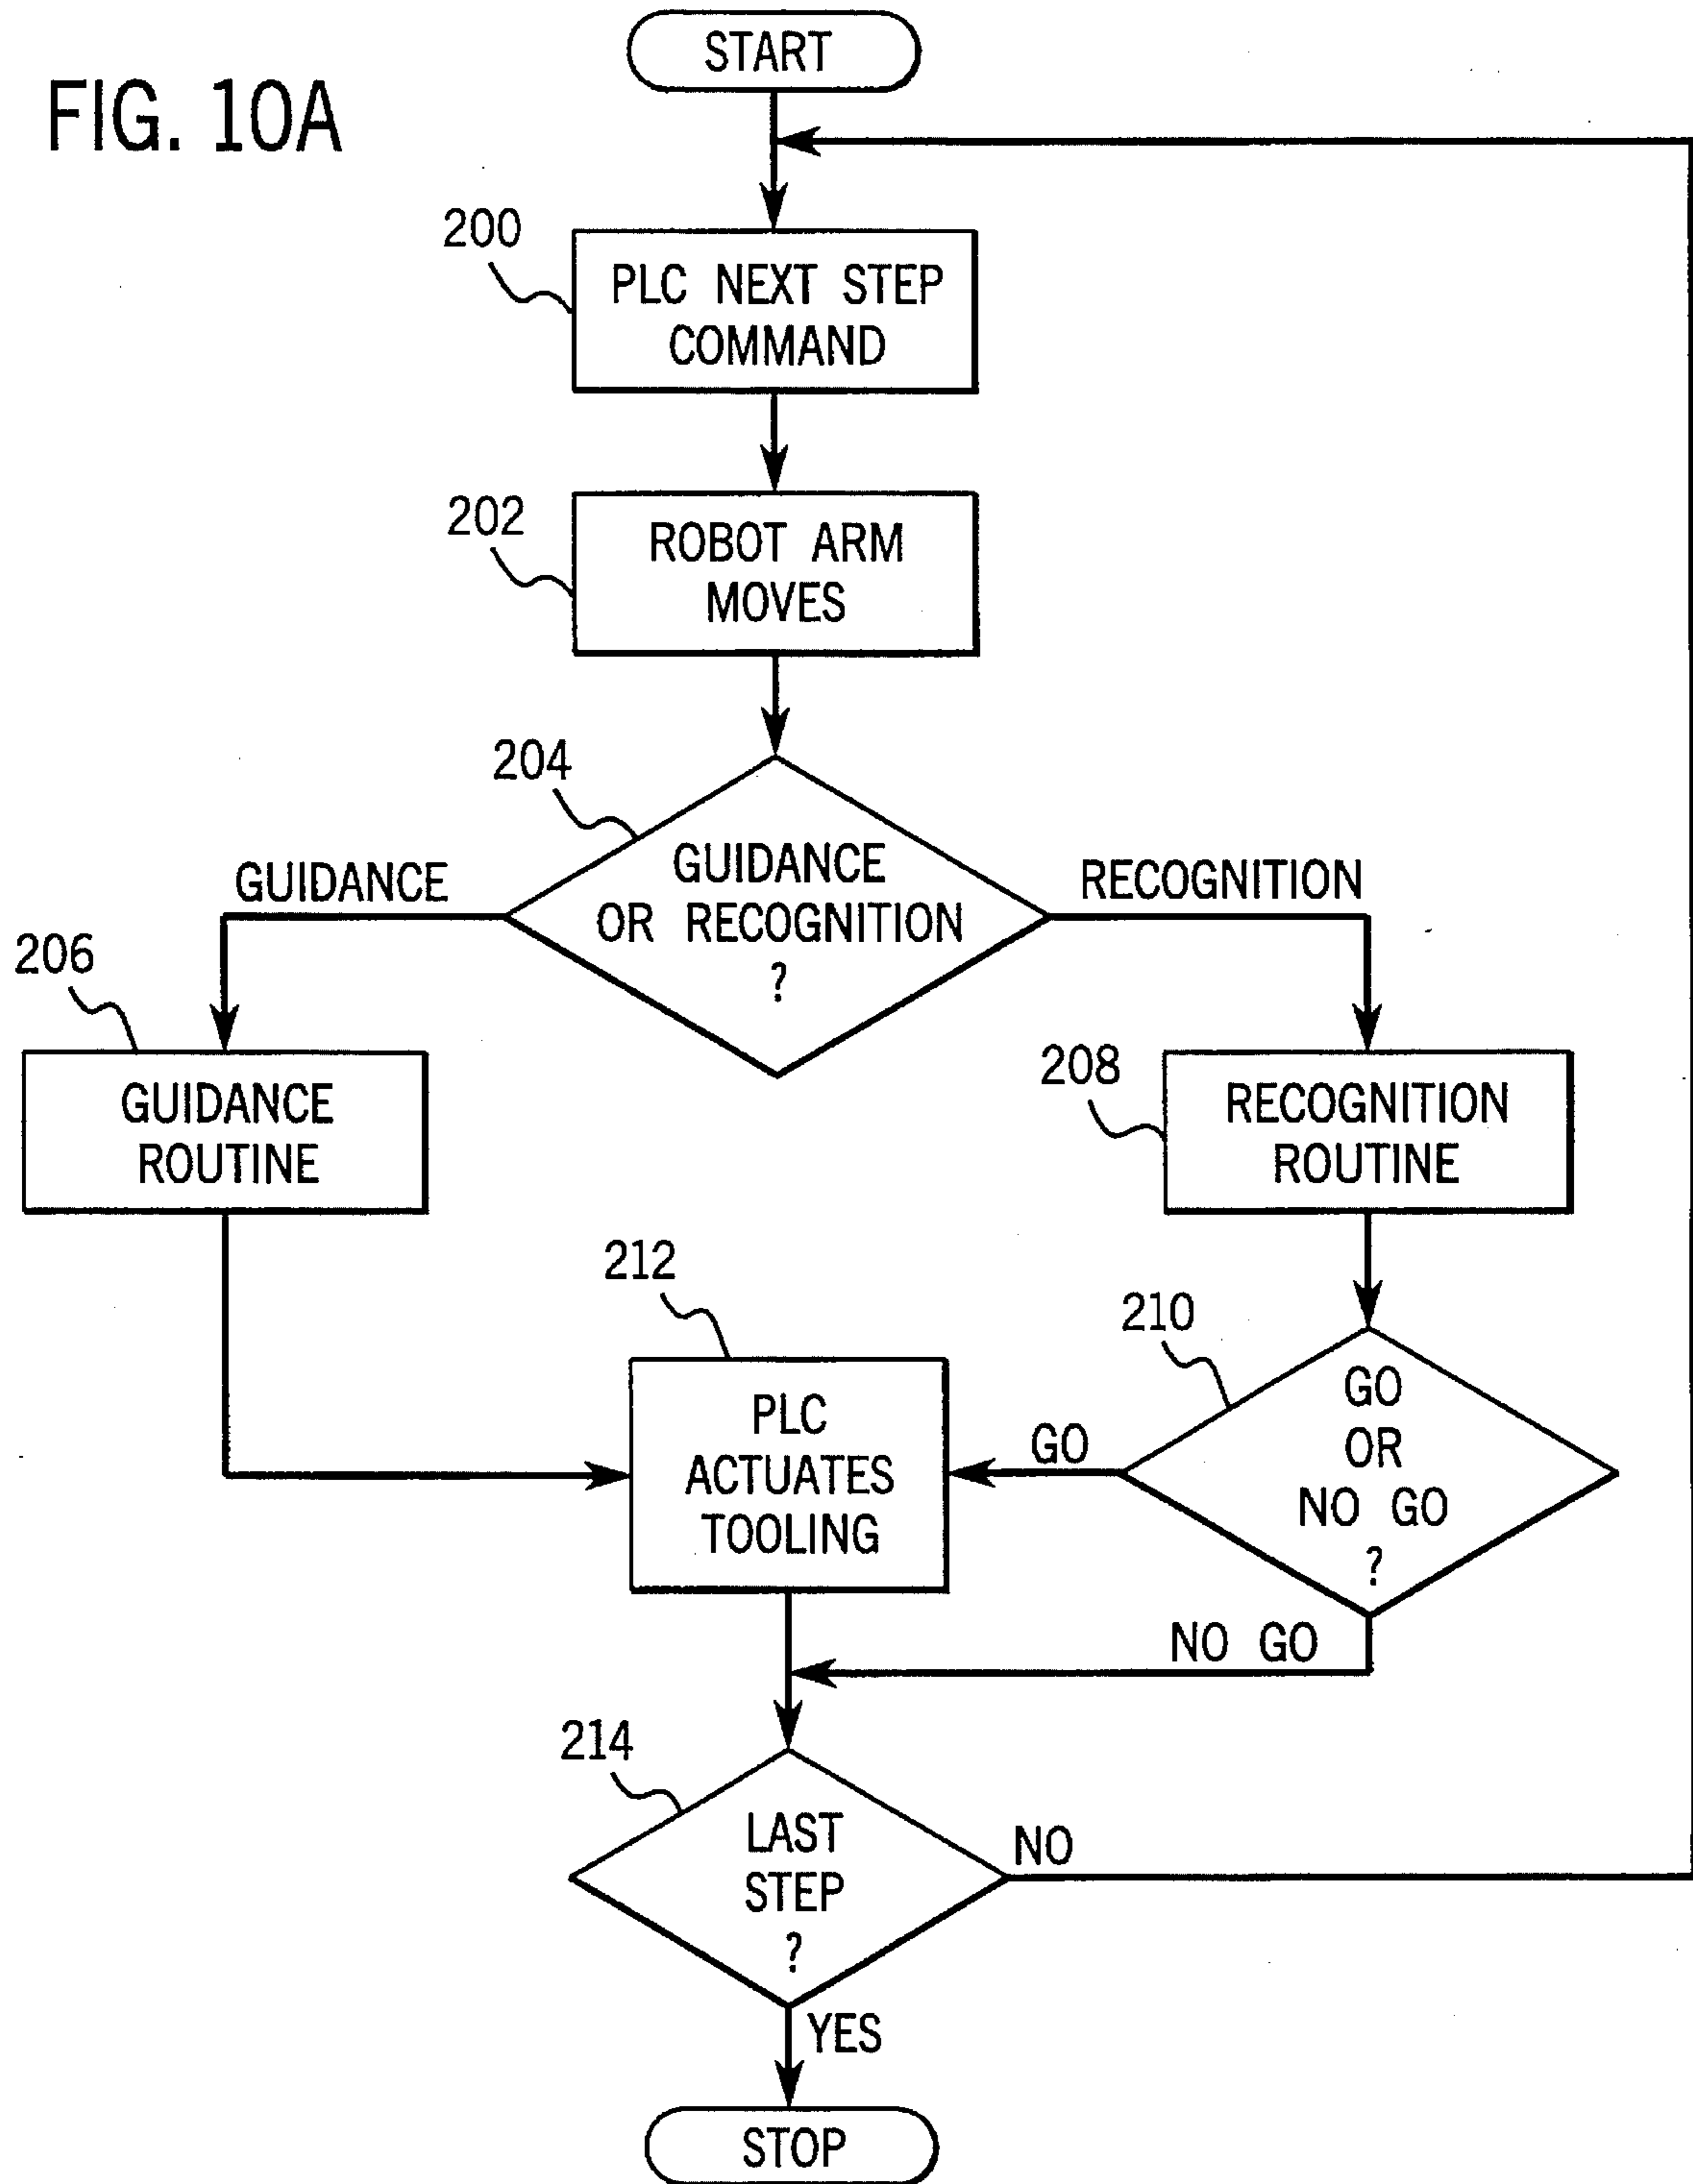 FIG. 10A
START
200
PLC NEXT STEP
COMMAND
202
ROBOT ARM
MOVES
204
GUIDANCE
OR RECOGNITION
?
GUIDANCE
RECOGNITION
206
GUIDANCE
ROUTINE
208
RECOGNITION
ROUTINE
212
PLC
ACTUATES
TOOLING
210
GO
OR
NO GO
?
GO
NO GO
214
LAST
STEP
?
NO
YES
STOP